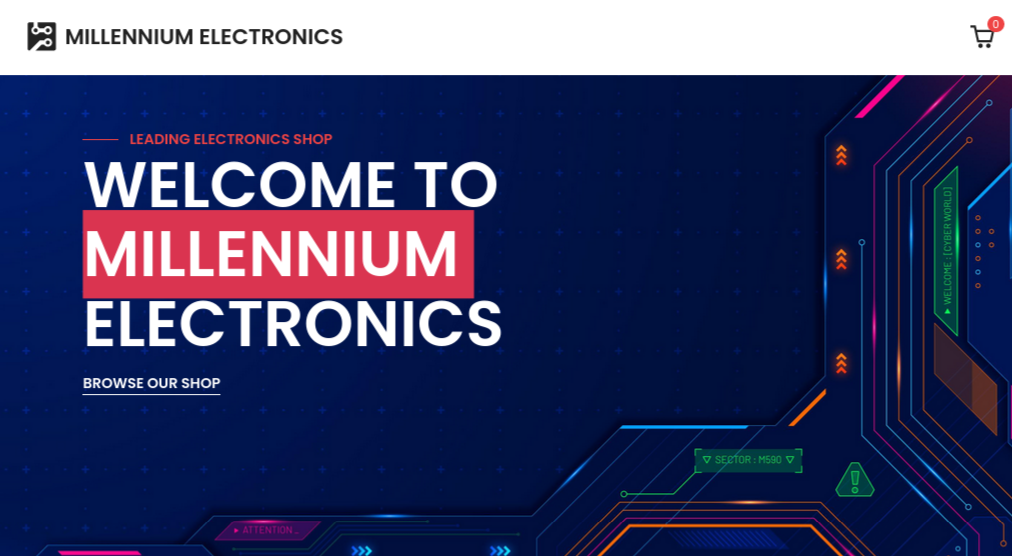 MILLENNIUM ELECTRONICS
0
LEADING ELECTRONICS SHOP
WELCOME TO
MILLENNIUM
ELECTRONICS
BROWSE OUR SHOP
WELCOME : [CYBER WORLD]
SECTOR : M590
ATTENTION..